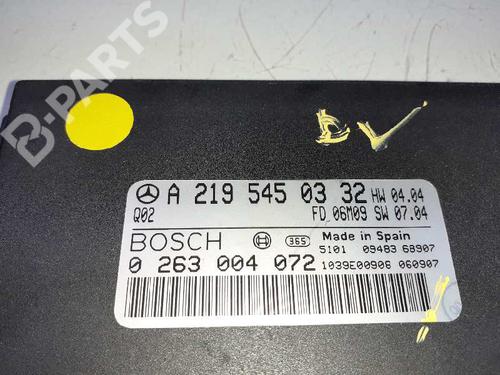 B-PARTS
A 219 545 03 32 HW 04.04
Q02 FD 06M09 SW 07.04
BOSCH 365 Made in Spain
5101 09483 68907
0 263 004 072 1039E00906 060907